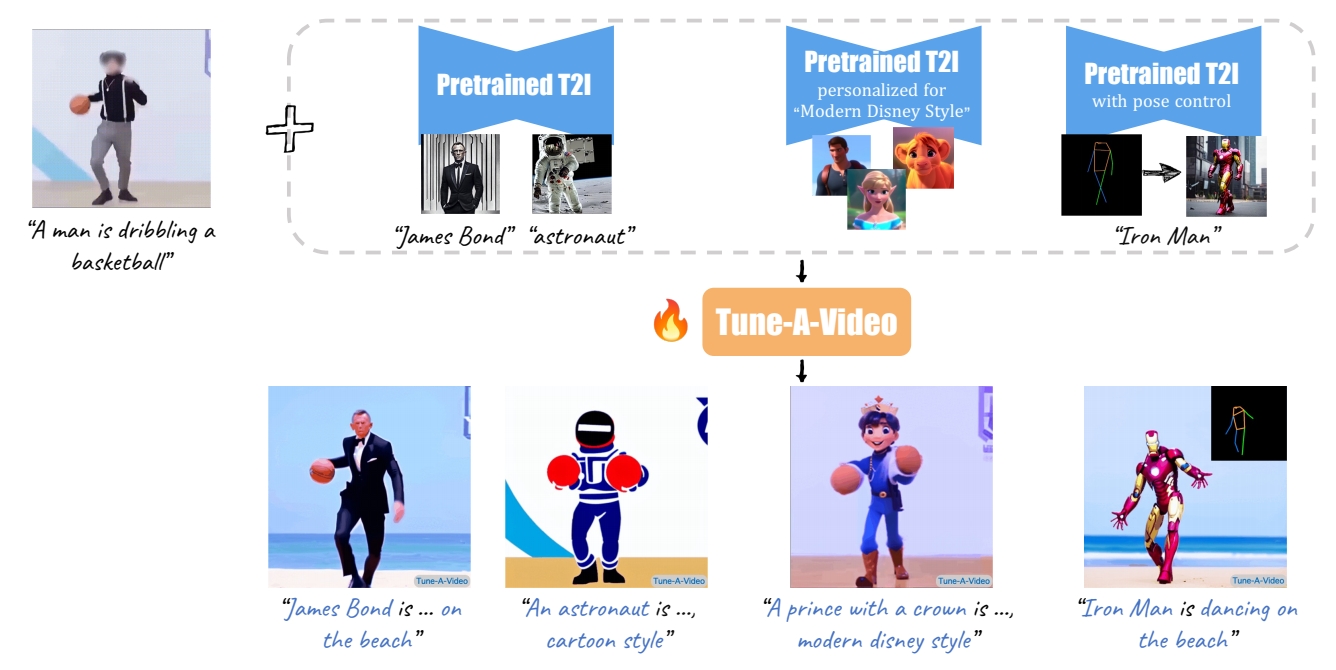 Pretrained T2I
Pretrained T2I
personalized for
“Modern Disney Style”
Pretrained T2I
with pose control
“A man is dribbling a
basketball”
“James Bond”
“astronaut”
“Iron Man”
Tune-A-Video
Tune-A-Video
Tune-A-Video
Tune-A-Video
Tune-A-Video
“James Bond is ... on
the beach”
“An astronaut is ...,
cartoon style”
“A prince with a crown is ...,
modern disney style”
“Iron Man is dancing on
the beach”